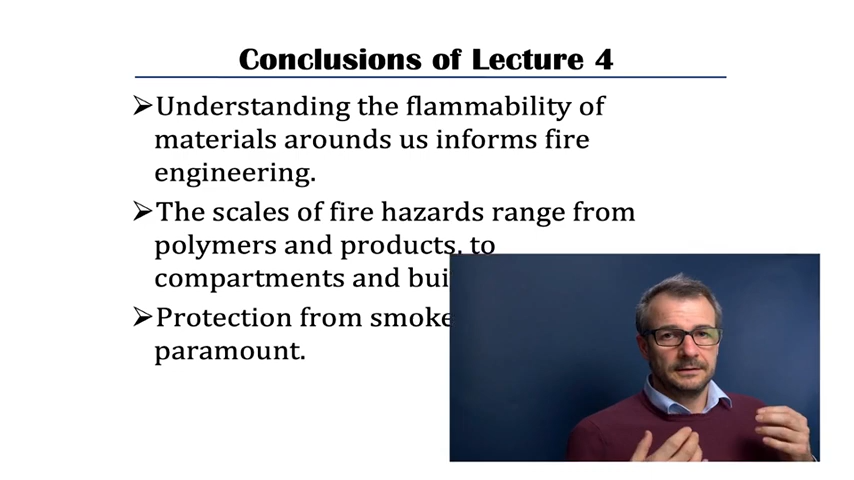 Conclusions of Lecture 4
➢Understanding the flammability of
materials arounds us informs fire
engineering.
➢The scales of fire hazards range from
polymers and products, to
compartments and
➢Protection from smoke
paramount.